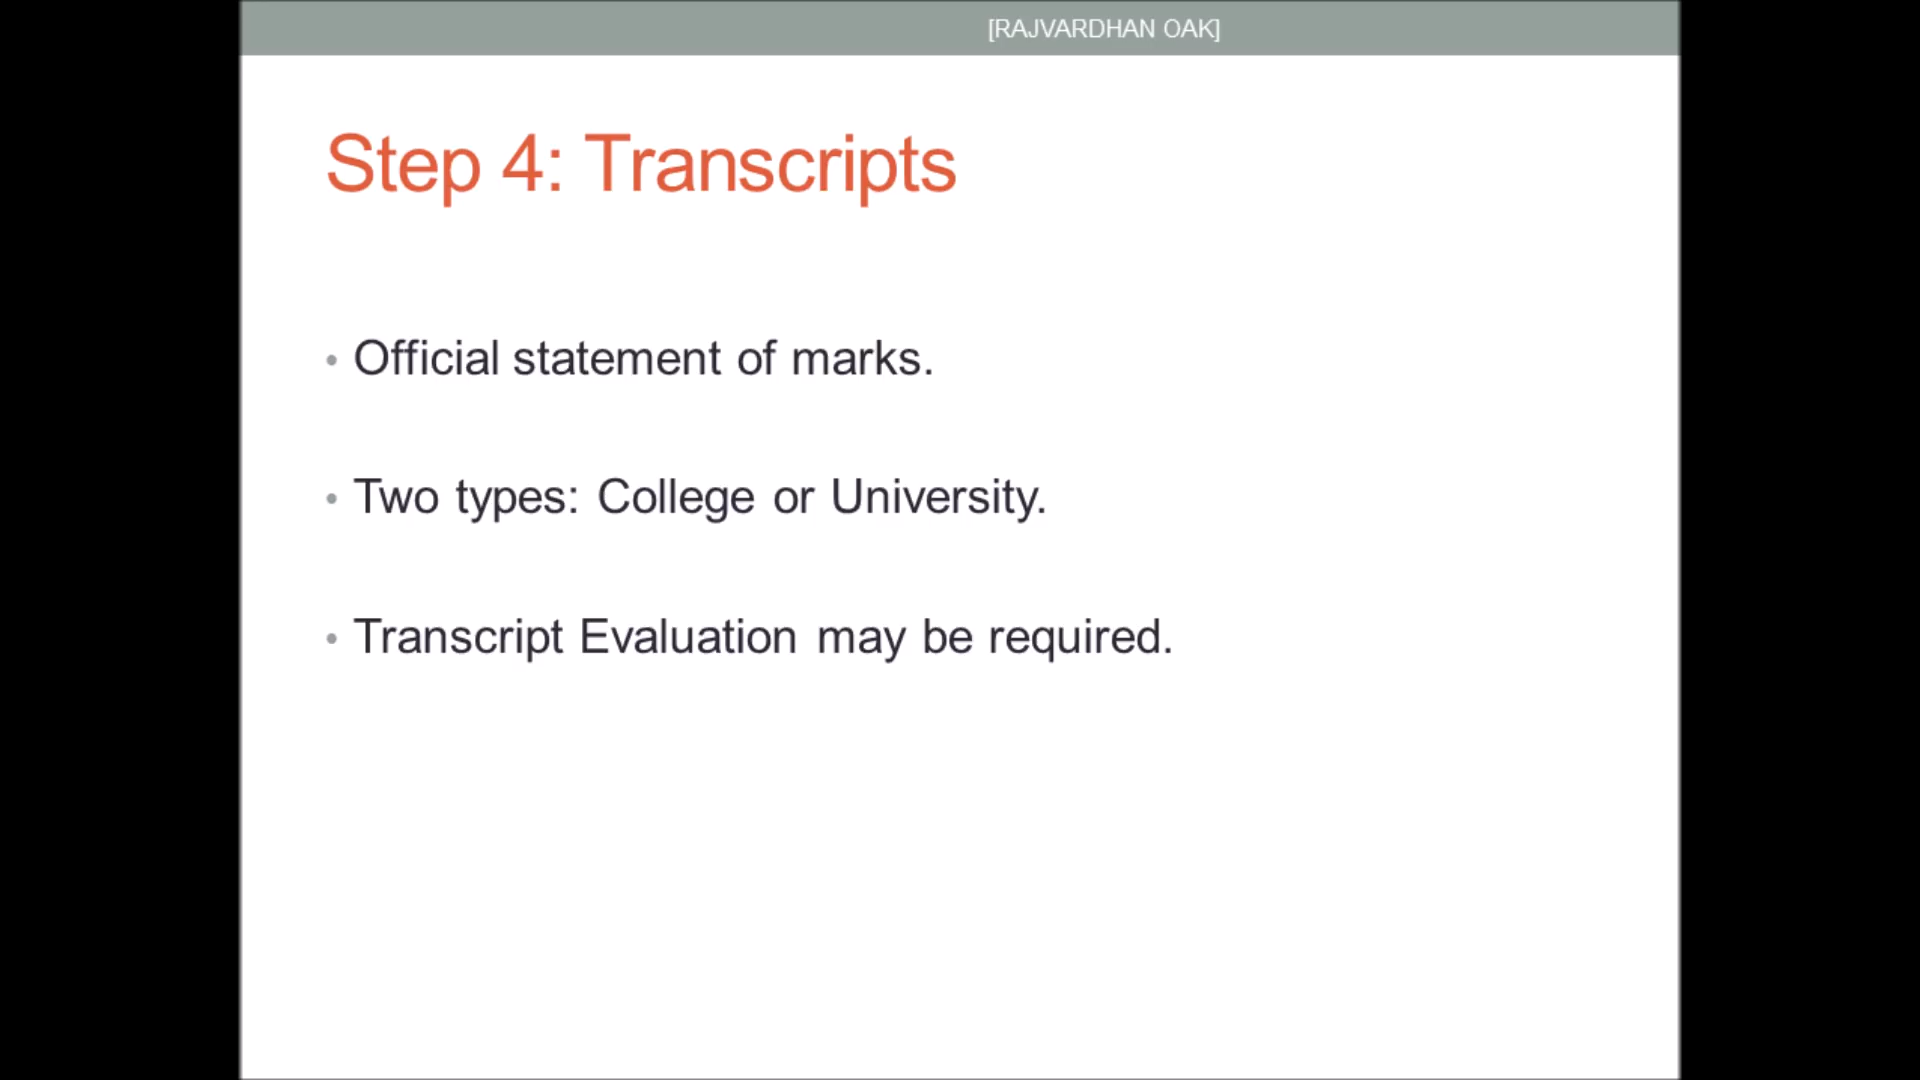 [RAJVARDHAN OAK]
Step 4: Transcripts
• Official statement of marks.
• Two types: College or University.
• Transcript Evaluation may be required.